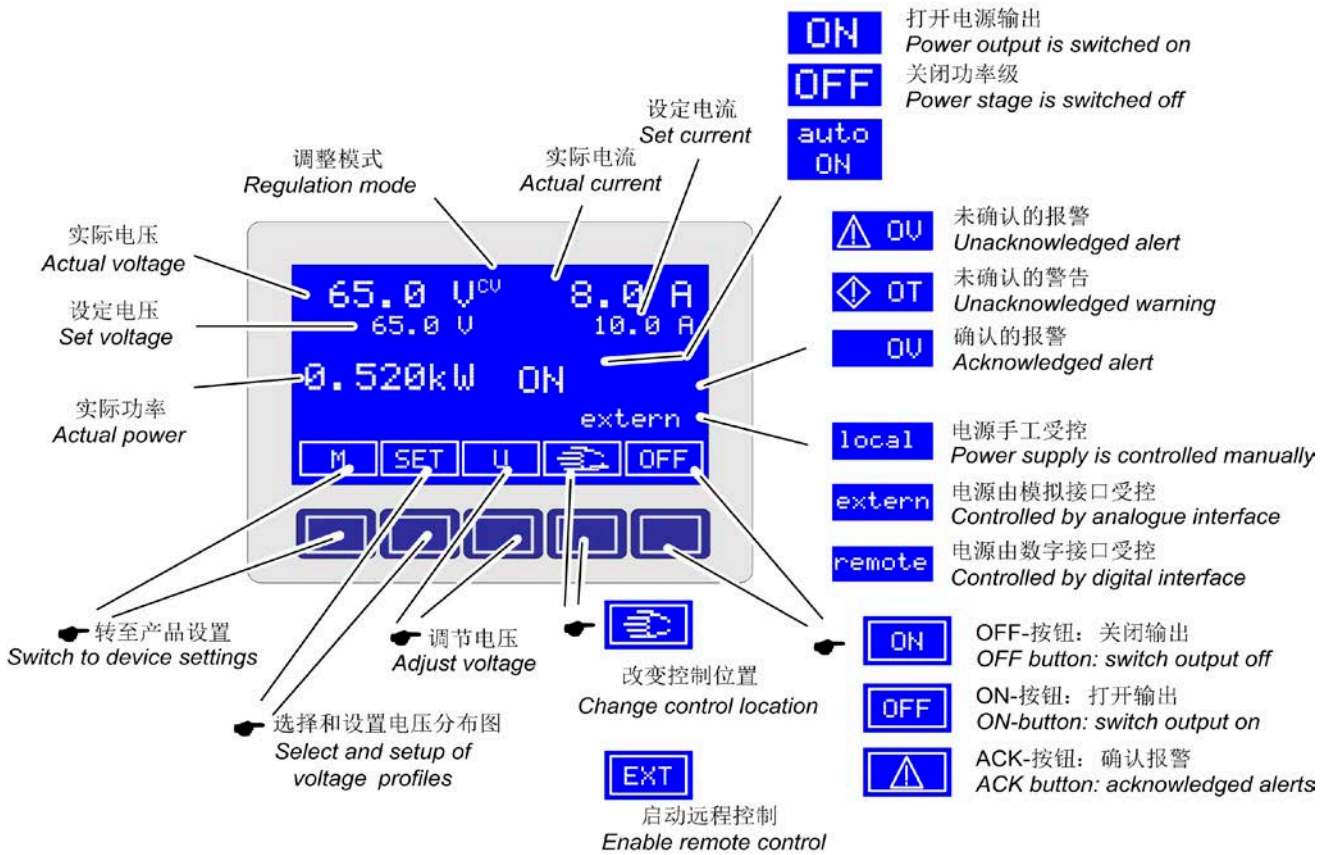 ON
打开电源输出
Power output is switched on
OFF
关闭功率级
Power stage is switched off
auto
ON
设定电流
Set current
调整模式
Regulation mode
实际电流
Actual current
实际电压
Actual voltage
设定电压
Set voltage
实际功率
Actual power
65.0 V CV 8.0 A
65.0 V 10.0 A
0.520kW ON
extern
M SET U OFF
OV
未确认的报警
Unacknowledged alert
OT
未确认的警告
Unacknowledged warning
OV
确认的报警
Acknowledged alert
local
电源手工受控
Power supply is controlled manually
extern
电源由模拟接口受控
Controlled by analogue interface
remote
电源由数字接口受控
Controlled by digital interface
转至产品设置
Switch to device settings
调节电压
Adjust voltage
选择和设置电压分布图
Select and setup of
voltage profiles
改变控制位置
Change control location
EXT
启动远程控制
Enable remote control
ON
OFF-按钮：关闭输出
OFF button: switch output off
OFF
ON-按钮：打开输出
ON-button: switch output on
ACK-按钮：确认报警
ACK button: acknowledged alerts